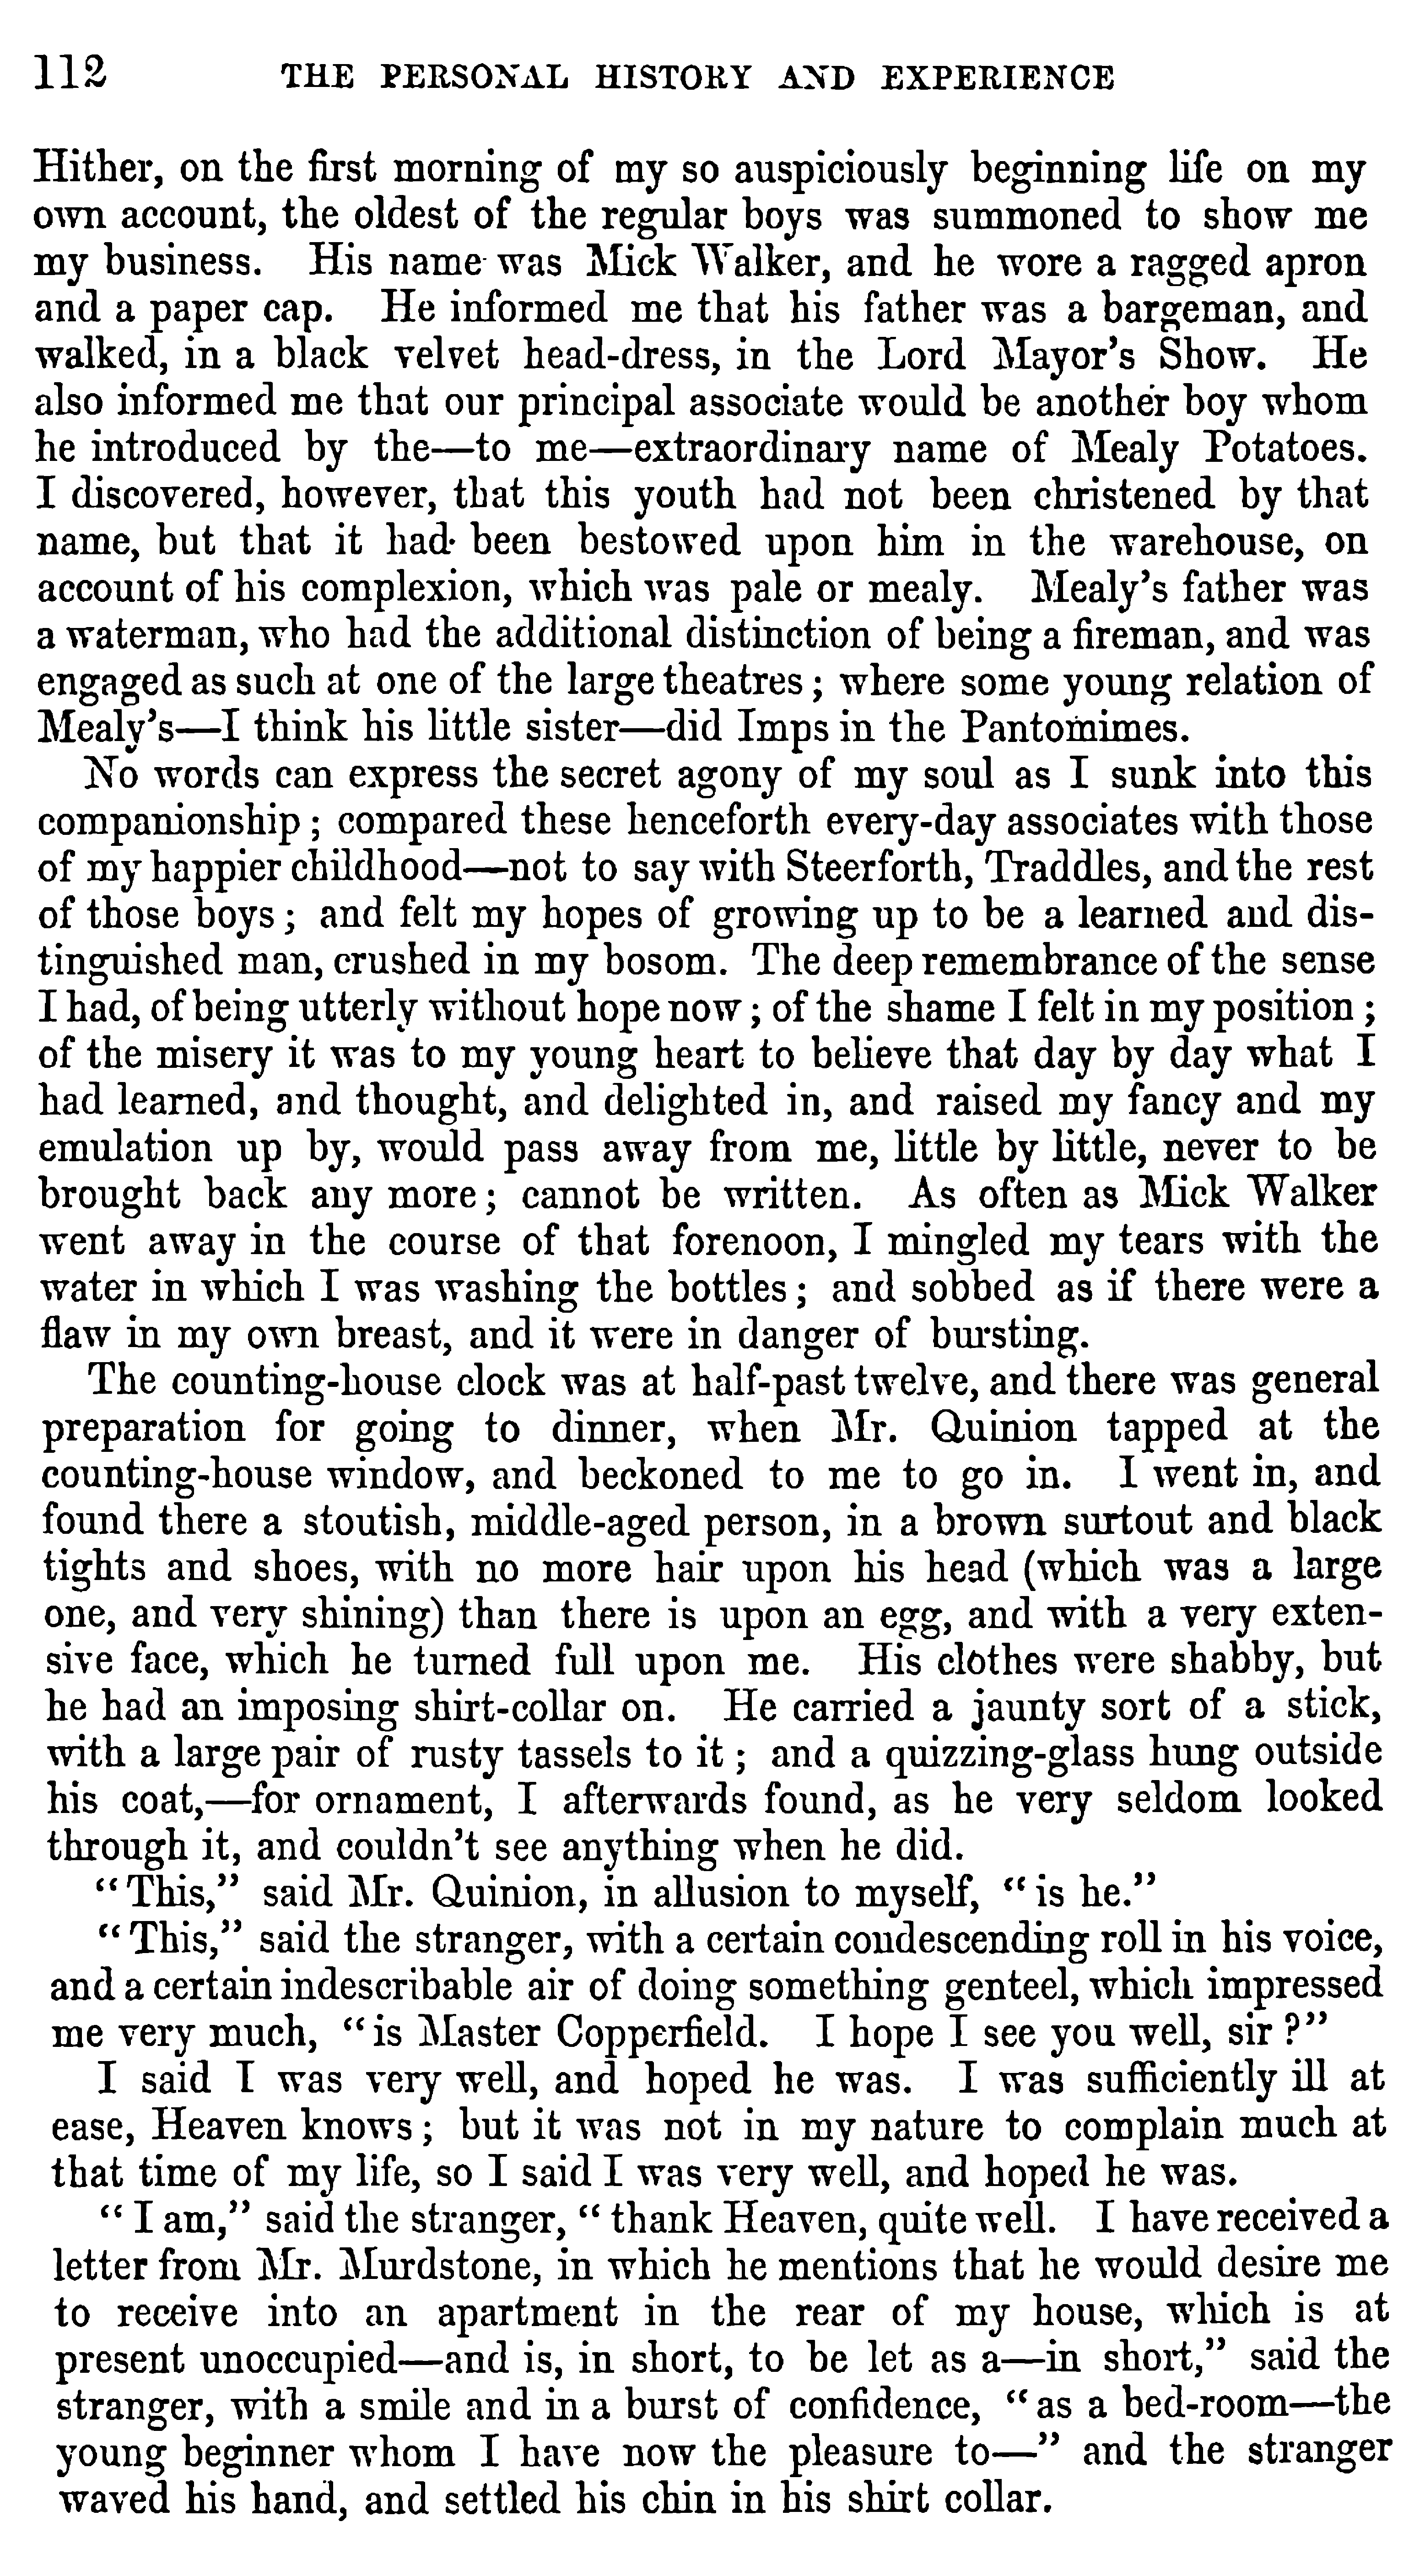 112 THE PERSONAL HISTORY AND EXPERIENCE
Hither, on the first morning of my so auspiciously beginning life on my
own account, the oldest of the regular boys was summoned to show me
my business. His name was Mick Walker, and he wore a ragged apron
and a paper cap. He informed me that his father was a bargeman, and
walked, in a black velvet head-dress, in the Lord Mayor's Show. He
also informed me that our principal associate would be another boy whom
he introduced by the—to me—extraordinary name of Mealy Potatoes.
I discovered, however, that this youth had not been christened by that
name, but that it had been bestowed upon him in the warehouse, on
account of his complexion, which was pale or mealy. Mealy's father was
a waterman, who had the additional distinction of being a fireman, and was
engaged as such at one of the large theatres; where some young relation of
Mealy's—I think his little sister—did Imps in the Pantomimes.
No words can express the secret agony of my soul as I sunk into this
companionship; compared these henceforth every-day associates with those
of my happier childhood—not to say with Steerforth, Traddles, and the rest
of those boys; and felt my hopes of growing up to be a learned and dis-
tinguished man, crushed in my bosom. The deep remembrance of the sense
I had, of being utterly without hope now; of the shame I felt in my position;
of the misery it was to my young heart to believe that day by day what I
had learned, and thought, and delighted in, and raised my fancy and my
emulation up by, would pass away from me, little by little, never to be
brought back any more; cannot be written. As often as Mick Walker
went away in the course of that forenoon, I mingled my tears with the
water in which I was washing the bottles; and sobbed as if there were a
flaw in my own breast, and it were in danger of bursting.
The counting-house clock was at half-past twelve, and there was general
preparation for going to dinner, when Mr. Quinion tapped at the
counting-house window, and beckoned to me to go in. I went in, and
found there a stoutish, middle-aged person, in a brown surtout and black
tights and shoes, with no more hair upon his head (which was a large
one, and very shining) than there is upon an egg, and with a very exten-
sive face, which he turned full upon me. His clothes were shabby, but
he had an imposing shirt-collar on. He carried a jaunty sort of a stick,
with a large pair of rusty tassels to it; and a quizzing-glass hung outside
his coat,—for ornament, I afterwards found, as he very seldom looked
through it, and couldn't see anything when he did.
"This," said Mr. Quinion, in allusion to myself, "is he."
"This," said the stranger, with a certain condescending roll in his voice,
and a certain indescribable air of doing something genteel, which impressed
me very much, "is Master Copperfield. I hope I see you well, sir?"
I said I was very well, and hoped he was. I was sufficiently ill at
ease, Heaven knows; but it was not in my nature to complain much at
that time of my life, so I said I was very well, and hoped he was.
"I am," said the stranger, "thank Heaven, quite well. I have received a
letter from Mr. Murdstone, in which he mentions that he would desire me
to receive into an apartment in the rear of my house, which is at
present unoccupied—and is, in short, to be let as a—in short," said the
stranger, with a smile and in a burst of confidence, "as a bed-room—the
young beginner whom I have now the pleasure to—" and the stranger
waved his hand, and settled his chin in his shirt collar.